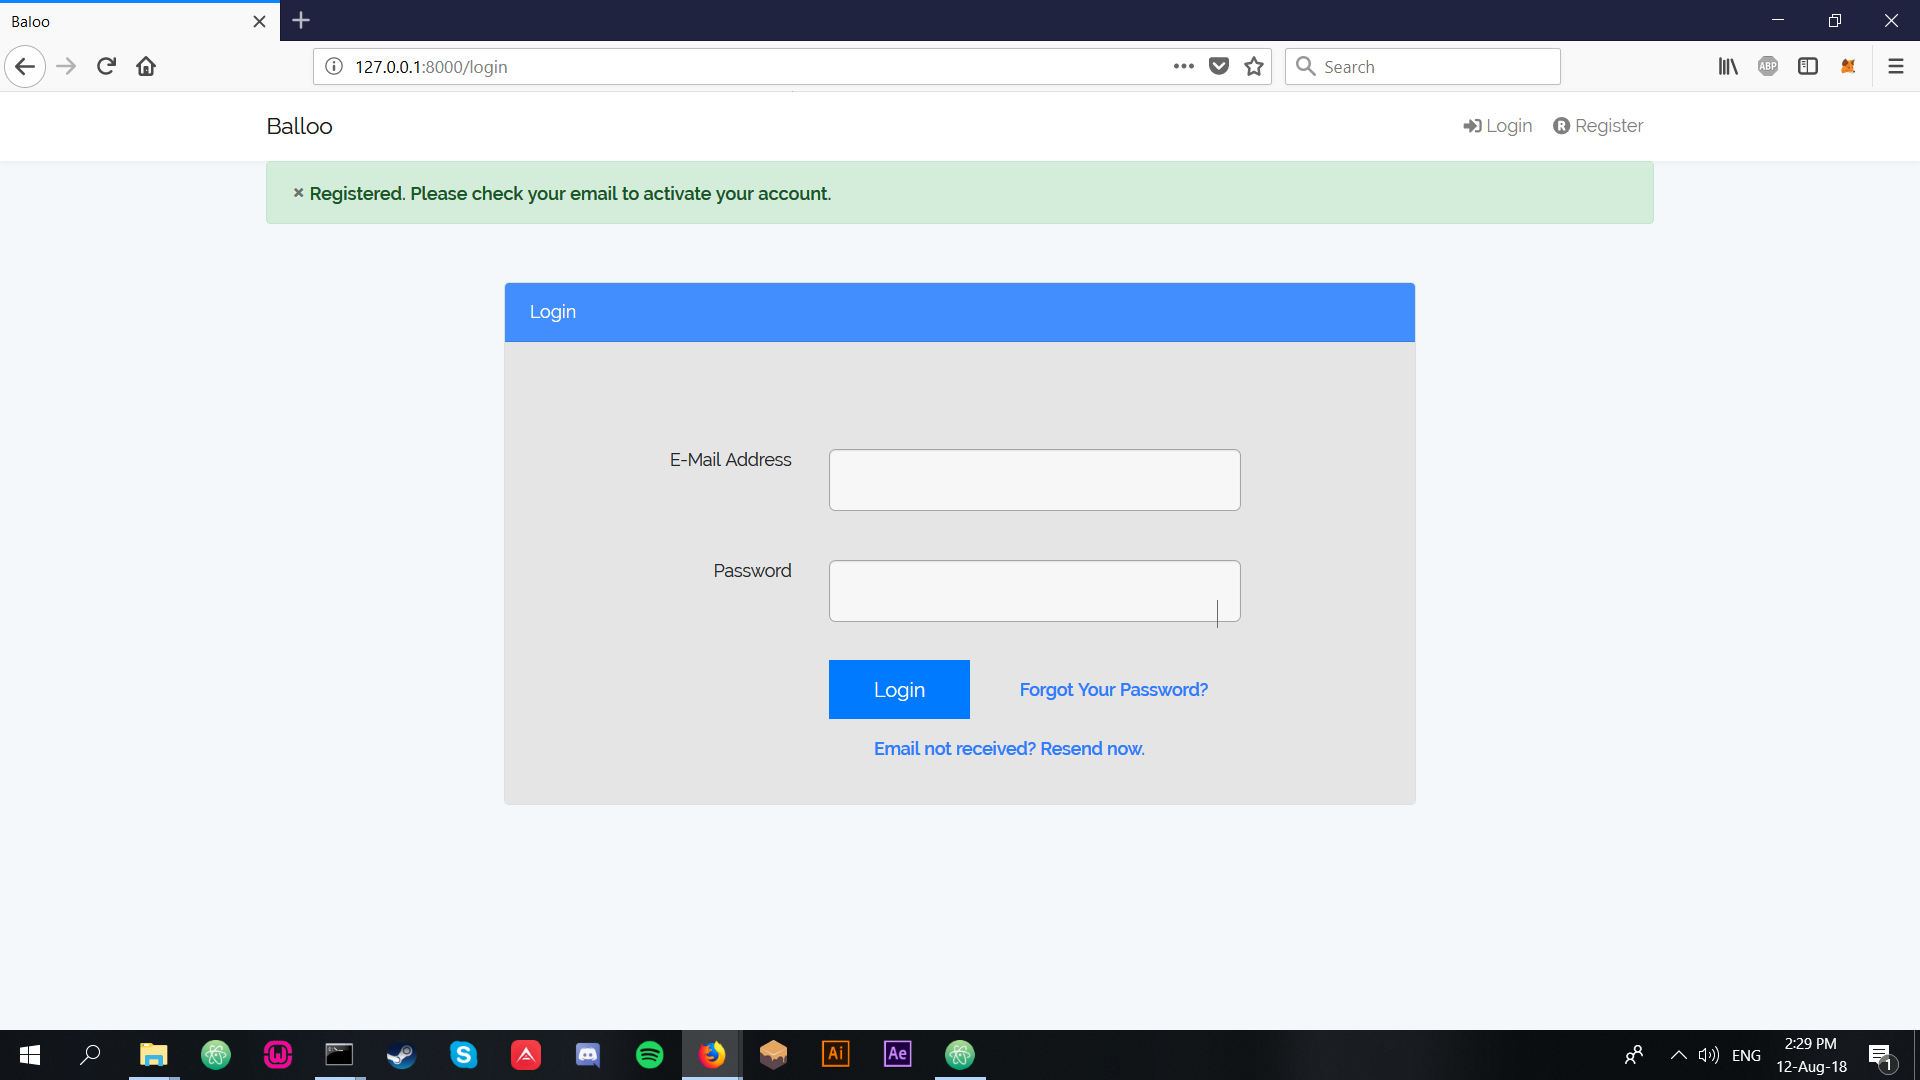 Baloo
127.0.0.1:8000/login
Search
ABP
Balloo
Login
R Register
× Registered. Please check your email to activate your account.
Login
E-Mail Address
Password
Login
Forgot Your Password?
Email not received? Resend now.
Ai
Ae
ENG
2:29 PM
12-Aug-18
1